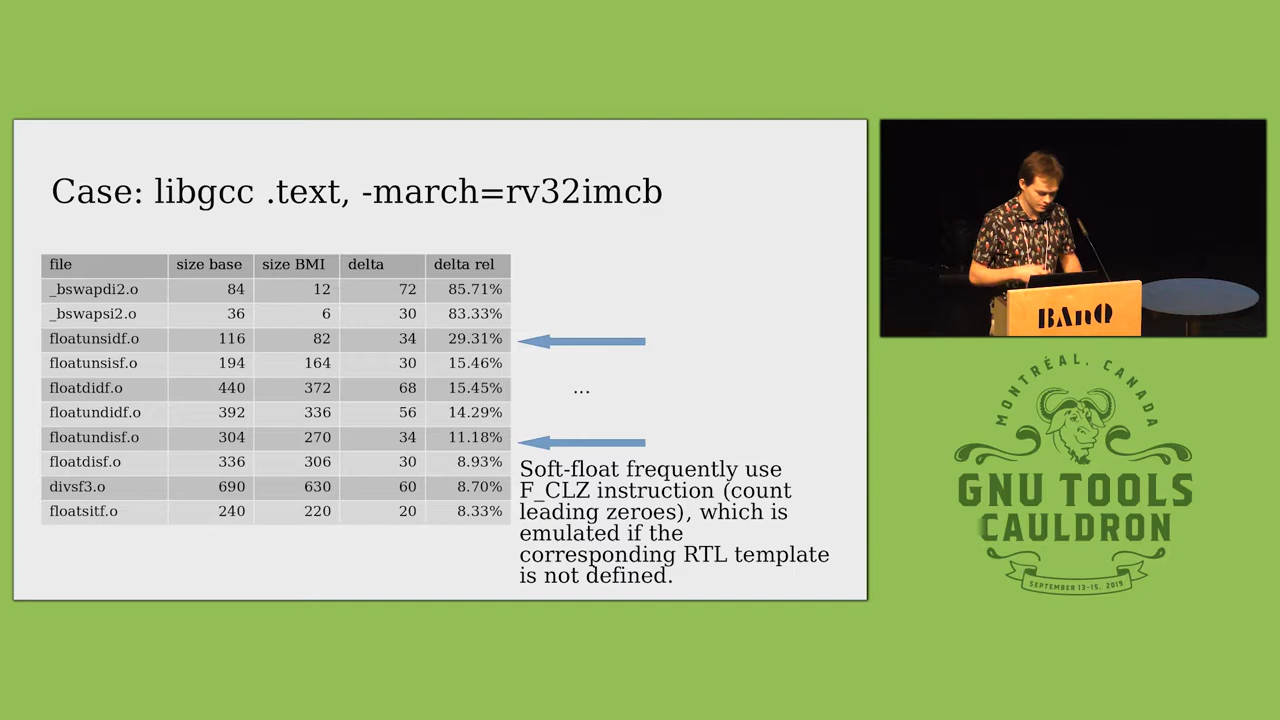 Case: libgcc .text, -march=rv32imcb
file size base size BMI delta delta rel
_bswapdi2.o 84 12 72 85.71%
_bswapsi2.o 36 6 30 83.33%
floatunsidf.o 116 82 34 29.31%
floatunsisf.o 194 164 30 15.46%
floatdidf.o 440 372 68 15.45%
...
floatundidf.o 392 336 56 14.29%
floatundisf.o 304 270 34 11.18%
floatdisf.o 336 306 30 8.93%
divsf3.o 690 630 60 8.70%
floatsitf.o 240 220 20 8.33%
Soft-float frequently use
F_CLZ instruction (count
leading zeroes), which is
emulated if the
corresponding RTL template
is not defined.
BAnQ
MONTRÉAL, CANADA
GNU TOOLS
CAULDRON
SEPTEMBER 13-15, 2019